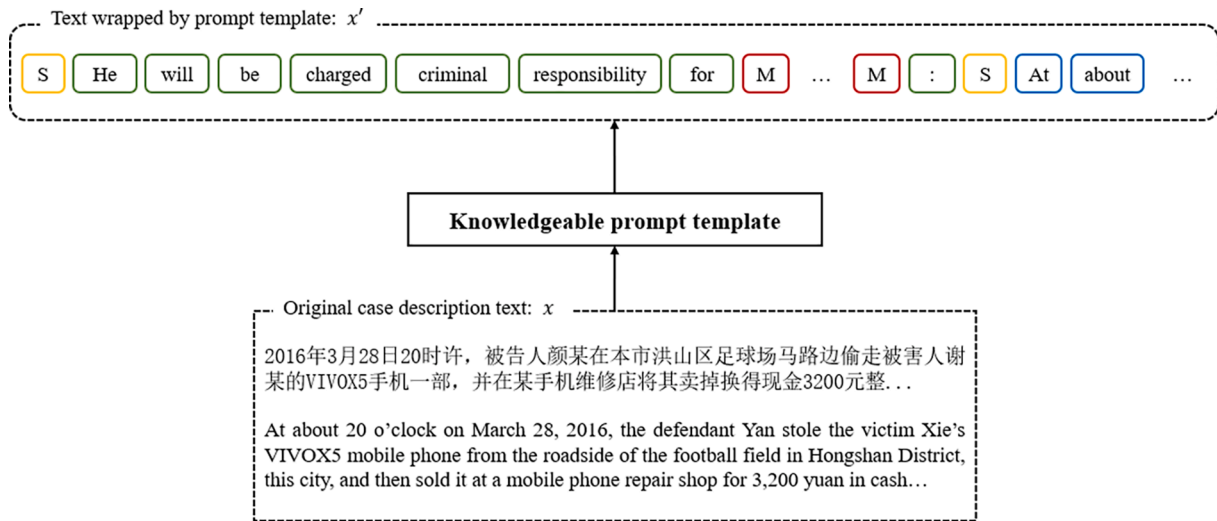 Text wrapped by prompt template: x′
S He will be charged criminal responsibility for M ... M : S At about ...
Knowledgeable prompt template
Original case description text: x
2016年3月28日20时许，被告人颜某在本市洪山区足球场马路边偷走被害人谢
某的VIVOX5手机一部，并在某手机维修店将其卖掉换得现金3200元整...
At about 20 o’clock on March 28, 2016, the defendant Yan stole the victim Xie’s
VIVOX5 mobile phone from the roadside of the football field in Hongshan District,
this city, and then sold it at a mobile phone repair shop for 3,200 yuan in cash…